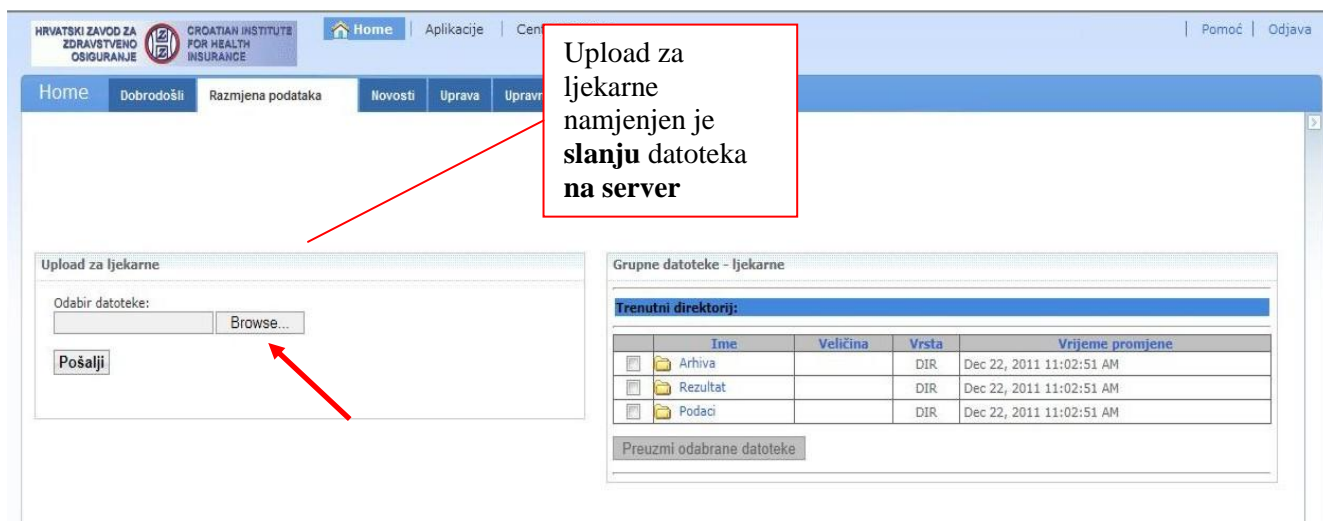 HRVATSKI ZAVOD ZA
ZDRAVSTVENO
OSIGURANJE
CROATIAN INSTITUTE
FOR HEALTH
INSURANCE
Home | Aplikacije | Cent
| Pomoć | Odjava
Home Dobrodošli Razmjena podataka Novosti Uprava Upravn
Upload za
ljekarne
namjenjen je
slanju datoteka
na server
Upload za ljekarne
Odabir datoteke:
Browse...
Pošalji
Grupne datoteke - ljekarne
Trenutni direktorij:
Ime Veličina Vrsta Vrijeme promjene
Arhiva DIR Dec 22, 2011 11:02:51 AM
Rezultat DIR Dec 22, 2011 11:02:51 AM
Podaci DIR Dec 22, 2011 11:02:51 AM
Preuzmi odabrane datoteke